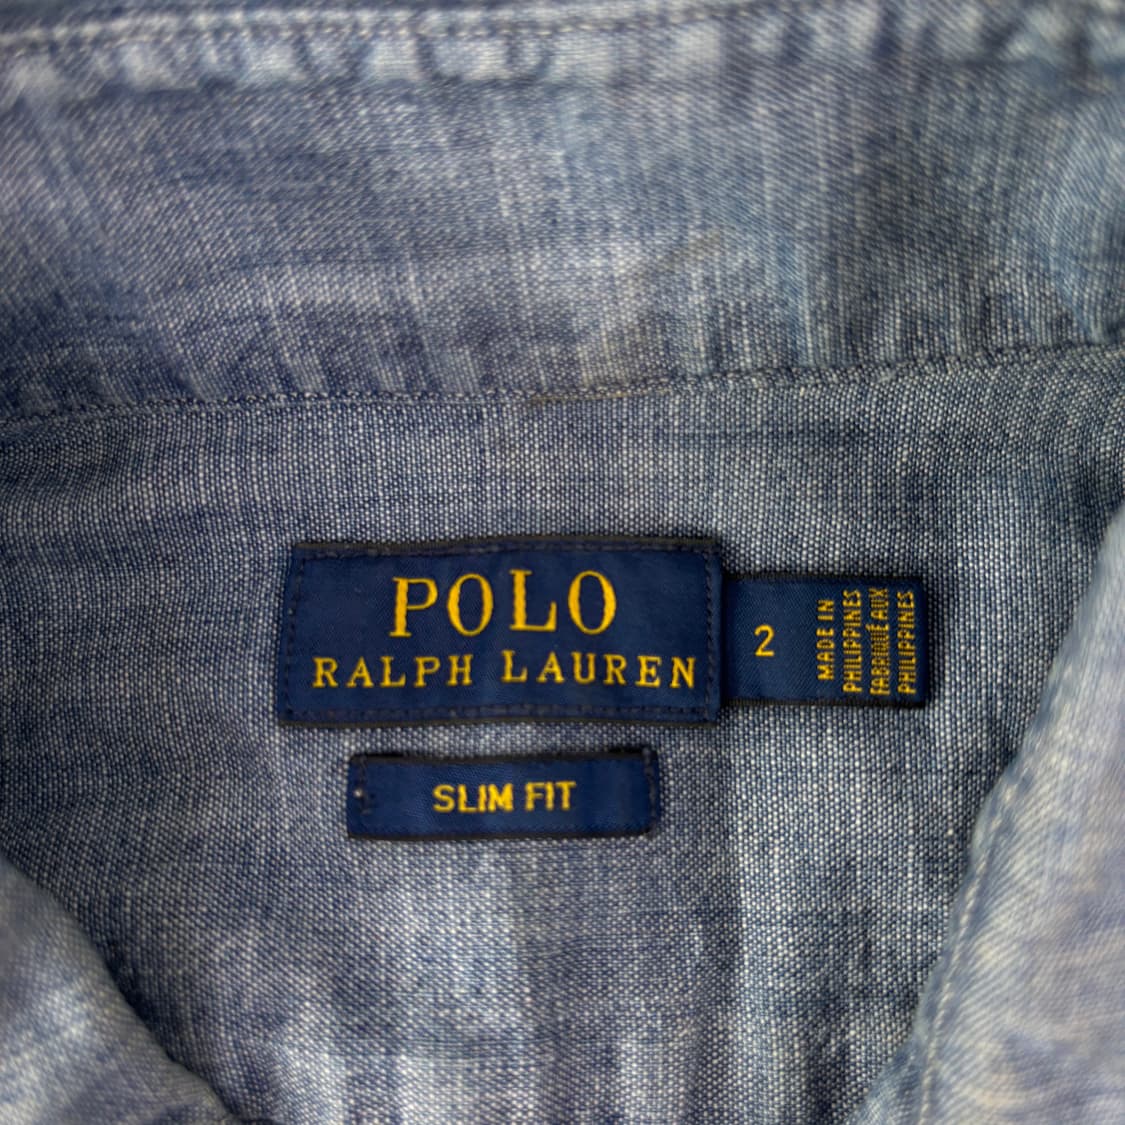 POLO
RALPH LAUREN
2
MADE IN
PHILIPPINES
FABRIQUÉ AUX
PHILIPPINES
SLIM FIT